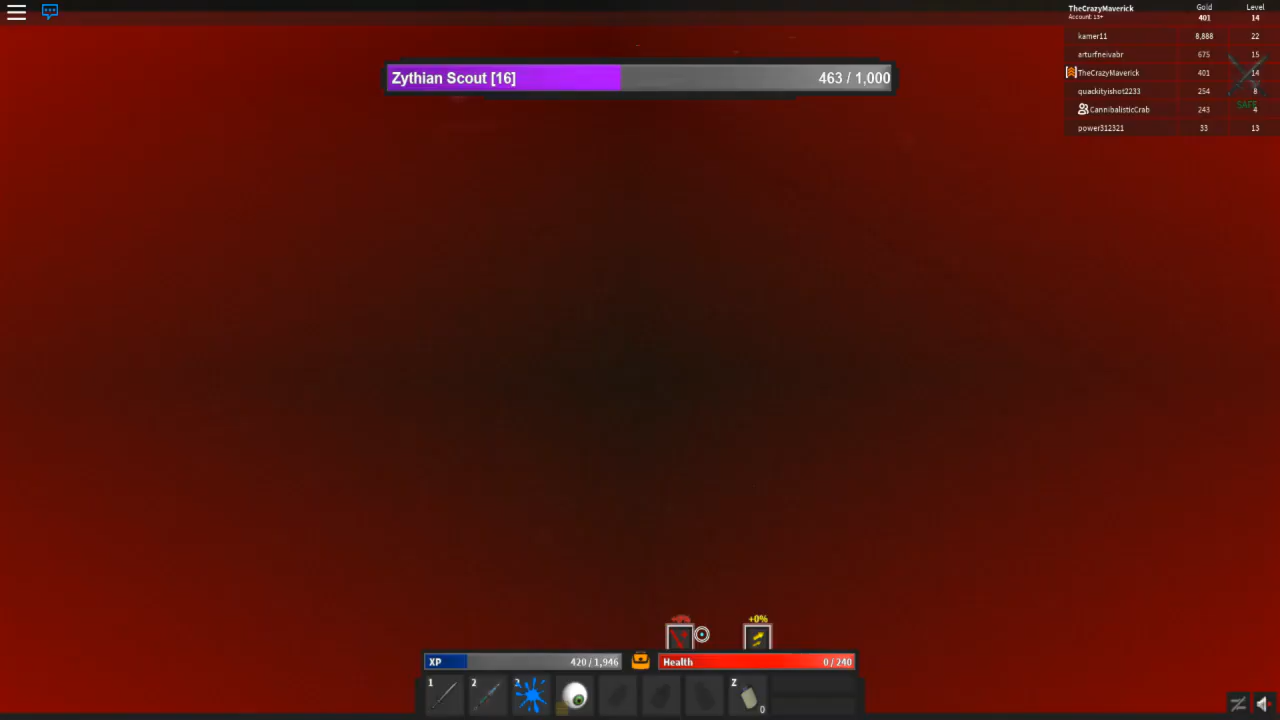 TheCrazyMaverick Gold Level
Account: 13+ 401 14
kamer11 8,888 22
arturfneivabr 675 15
TheCrazyMaverick 401 14
quackityishot2233 254 8
SAFE
CannibalisticCrab 243 4
power312321 33 13
Zythian Scout [16] 463 / 1,000
+0%
XP 420 / 1,946 Health 0 / 240
1 2 Z
0